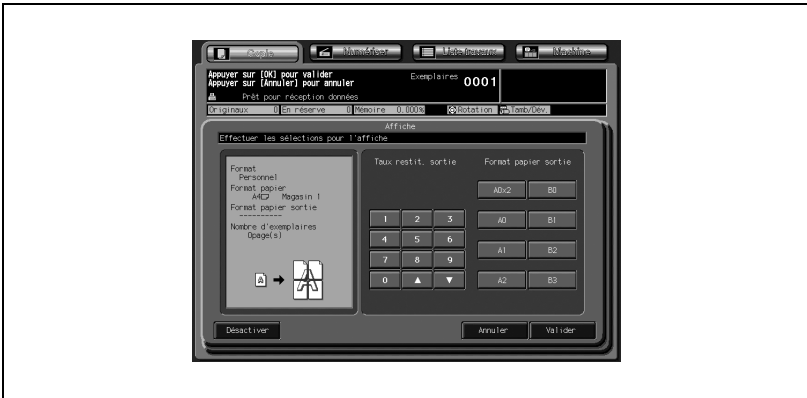 Copie Numériser Liste travaux Machine
Appuyer sur [OK] pour valider
Appuyer sur [Annuler] pour annuler
Exemplaires 0001
Prêt pour réception données
Originaux 0 En réserve 0 Memoire 0.000% Rotation Tamb/Dév.
Affiche
Effectuer les sélections pour l'affiche
Format
Personnel
Format papier
A4 Magasin 1
Format papier sortie
----------
Nombre d'exemplaires
0page(s)
A A
Taux restit. sortie
1 2 3
4 5 6
7 8 9
0 ▲ ▼
Format papier sortie
A0x2 B0
A0 B1
A1 B2
A2 B3
Désactiver Annuler Valider